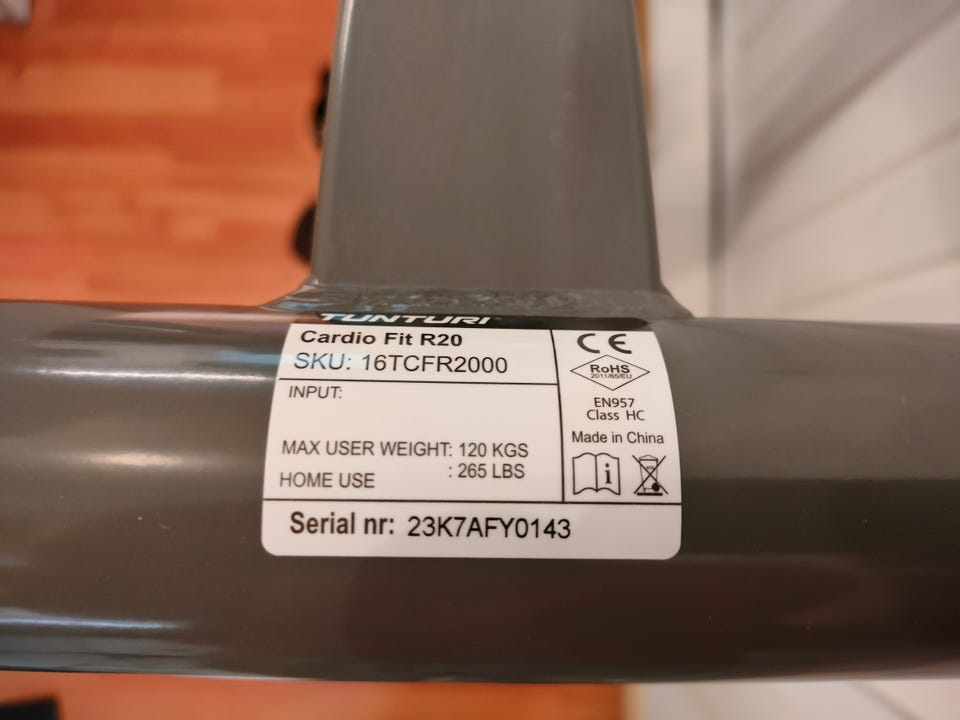 TUNTURI
Cardio Fit R20
SKU: 16TCFR2000
INPUT:
MAX USER WEIGHT: 120 KGS
: 265 LBS
HOME USE
CE
RoHS
2011/65/EU
EN957
Class HC
Made in China
i
Serial nr: 23K7AFY0143